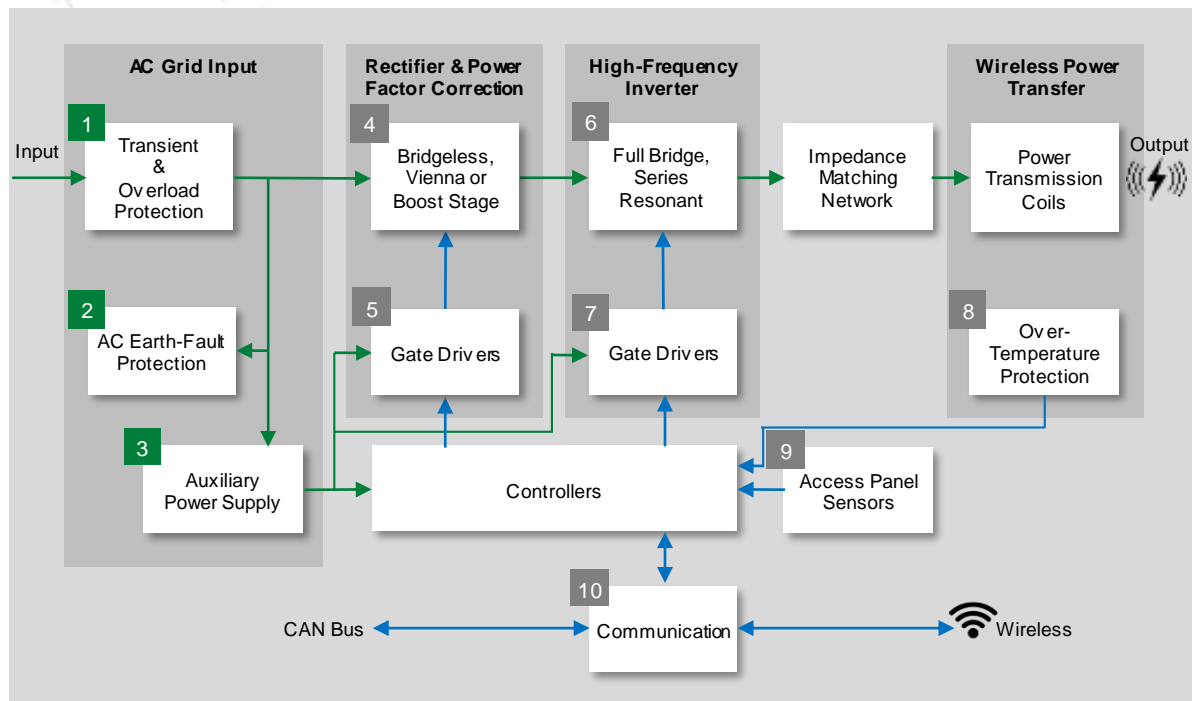 AC Grid Input
Rectifier & Power
Factor Correction
High-Frequency
Inverter
Wireless Power
Transfer
Input
1
Transient
&
Overload
Protection
4
Bridgeless,
Vienna or
Boost Stage
6
Full Bridge,
Series
Resonant
Impedance
Matching
Network
Power
Transmission
Coils
Output
2
AC Earth-Fault
Protection
5
Gate Drivers
7
Gate Drivers
8
Over-
Temperature
Protection
3
Auxiliary
Power Supply
Controllers
9
Access Panel
Sensors
10
Communication
CAN Bus
Wireless